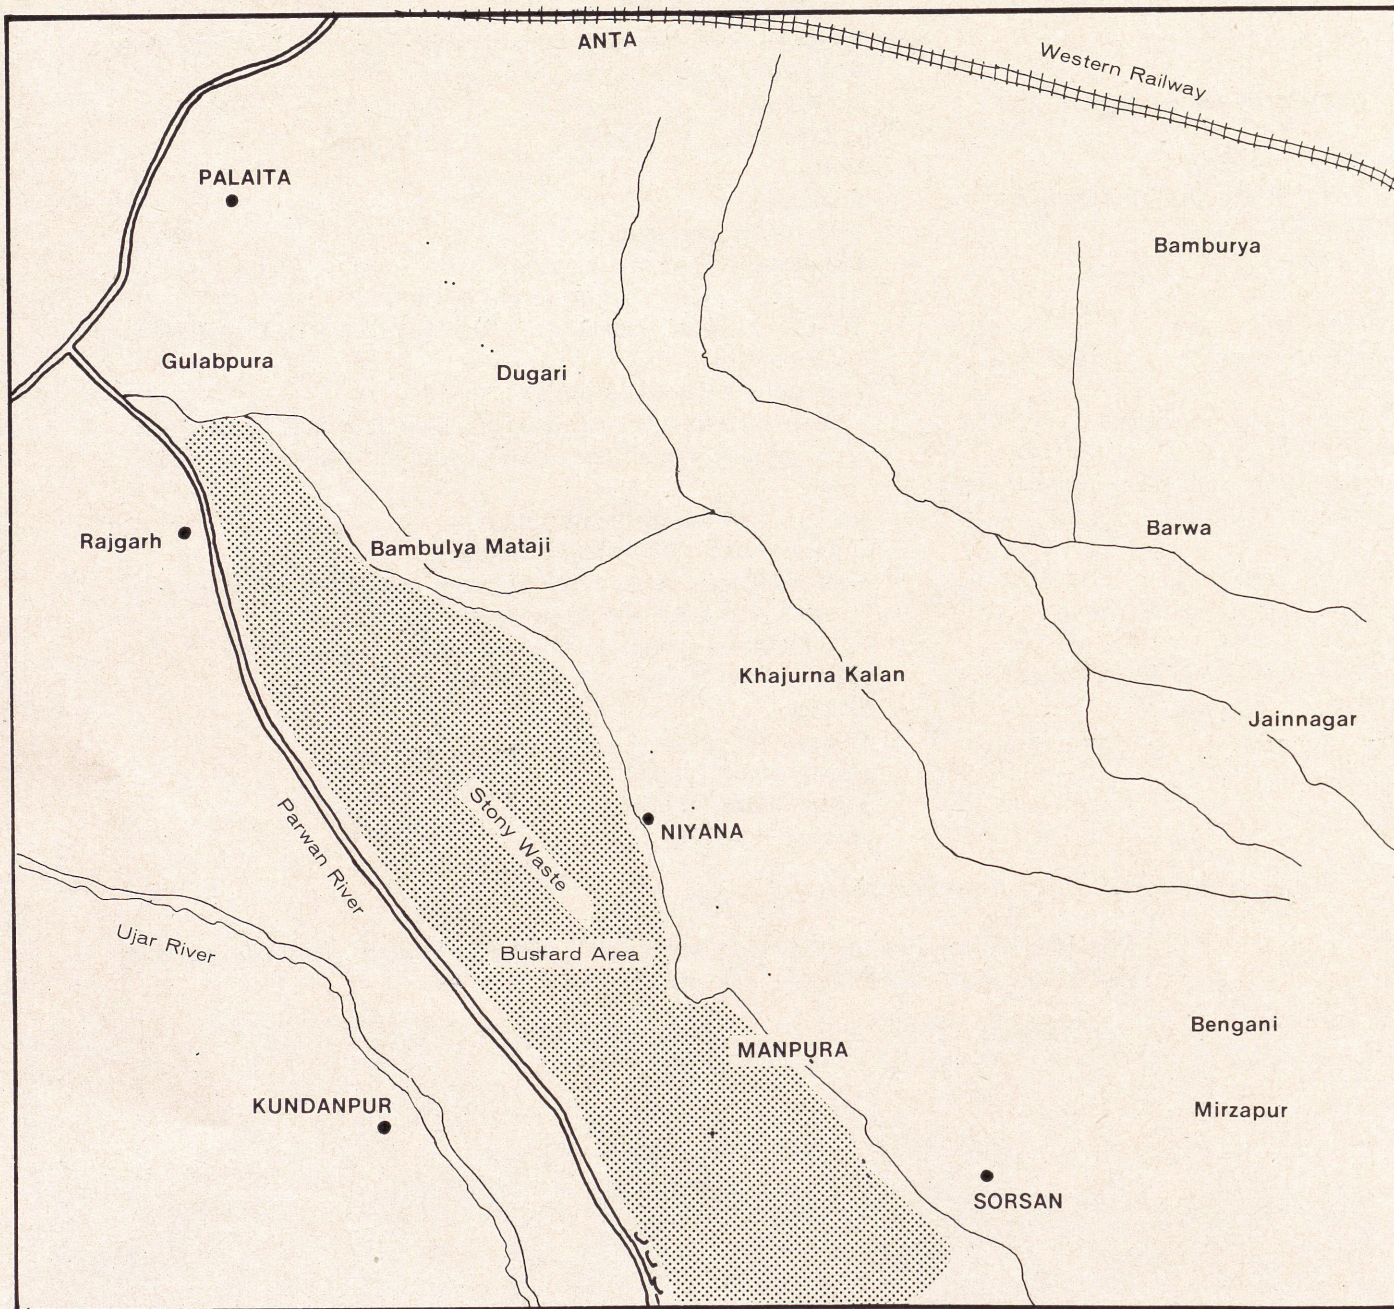 ANTA
Western Railway
PALAITA
Bamburya
Gulabpura
Dugari
Rajgarh
Bambulya Mataji
Barwa
Khajurna Kalan
Jainnagar
Stony Waste
NIYANA
Parwan River
Ujar River
Bustard Area
Bengani
MANPURA
KUNDANPUR
Mirzapur
SORSAN